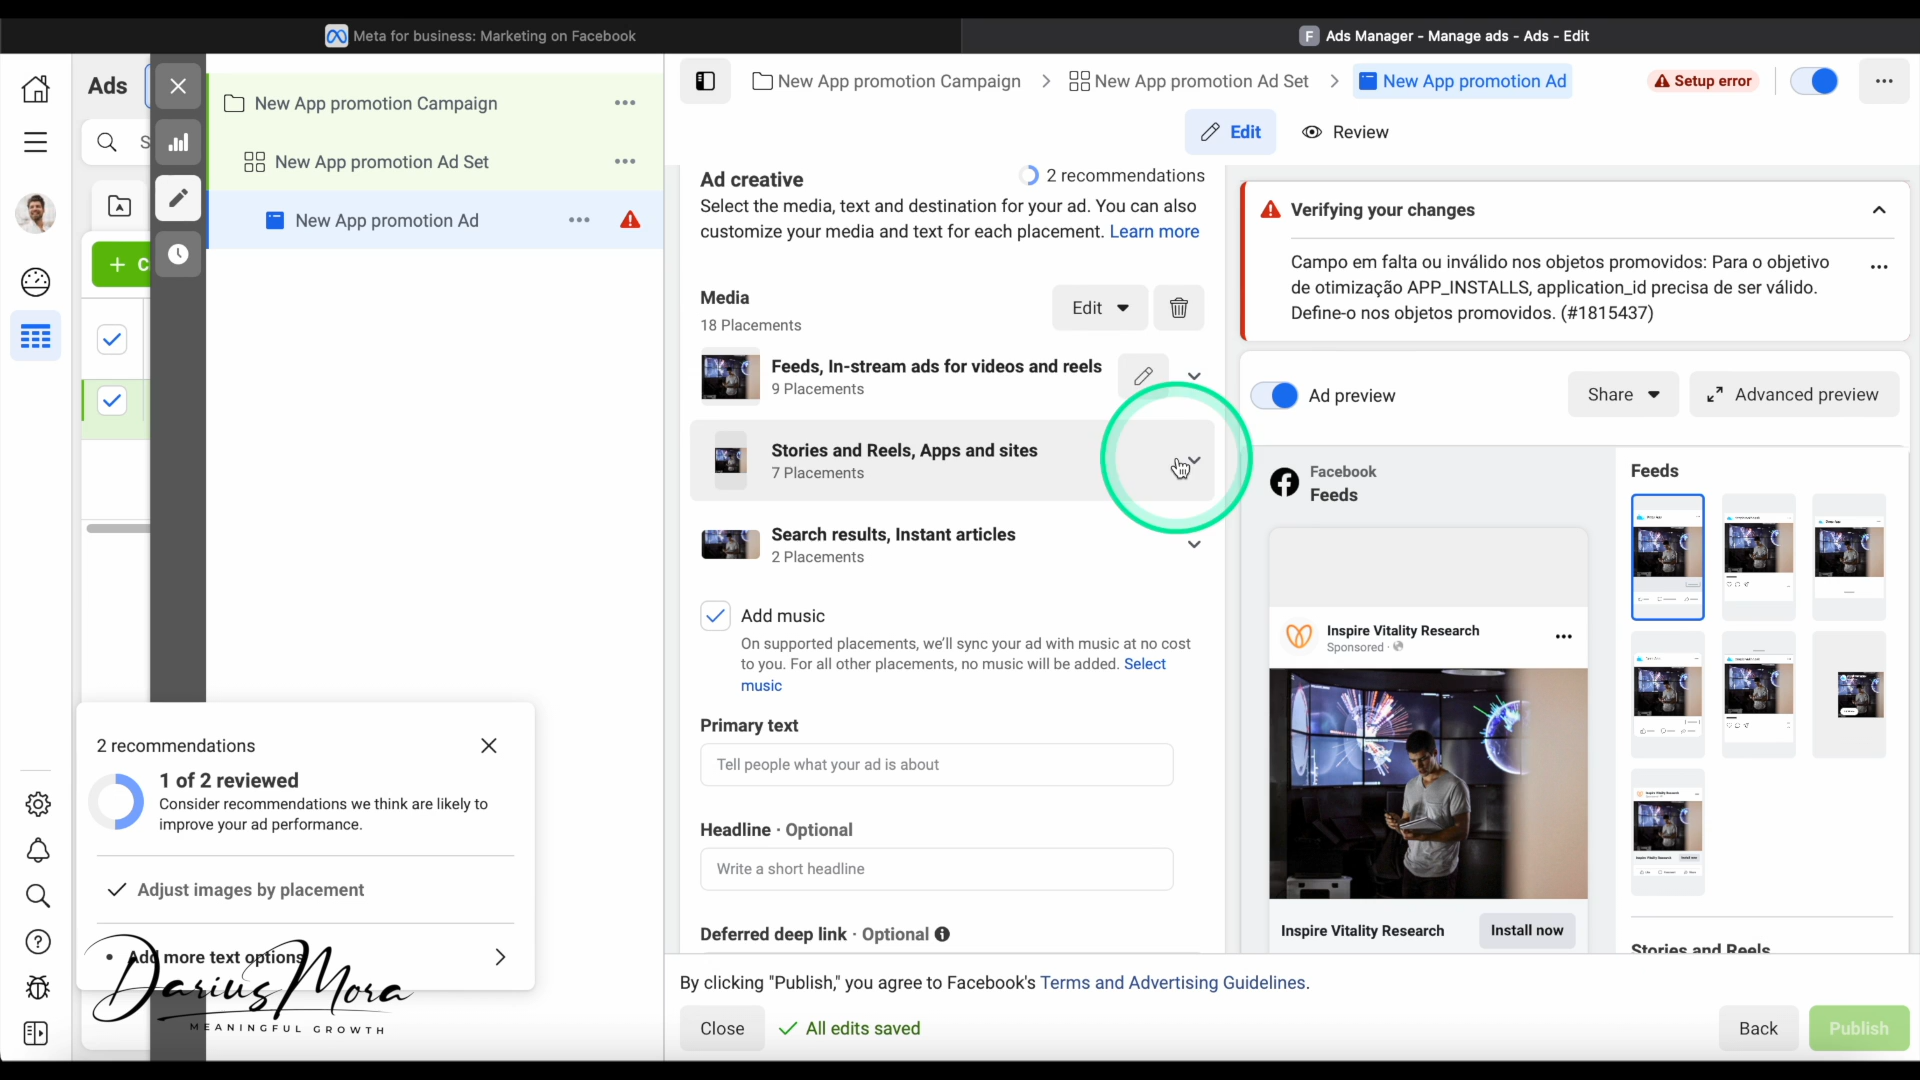 Meta for business: Marketing on Facebook
F Ads Manager - Manage ads - Ads - Edit
Ads
New App promotion Campaign
New App promotion Ad Set
New App promotion Ad
New App promotion Campaign
New App promotion Ad Set
New App promotion Ad
Setup error
Edit
Review
Ad creative
2 recommendations
Select the media, text and destination for your ad. You can also
customize your media and text for each placement. Learn more
Media
18 Placements
Edit
Feeds, In-stream ads for videos and reels
9 Placements
Stories and Reels, Apps and sites
7 Placements
Search results, Instant articles
2 Placements
Add music
On supported placements, we'll sync your ad with music at no cost
to you. For all other placements, no music will be added. Select
music
Primary text
Tell people what your ad is about
Headline · Optional
Write a short headline
Deferred deep link · Optional
Verifying your changes
Campo em falta ou inválido nos objetos promovidos: Para o objetivo
de otimização APP_INSTALLS, application_id precisa de ser válido.
Define-o nos objetos promovidos. (#1815437)
Ad preview
Share
Advanced preview
Facebook
Feeds
Inspire Vitality Research
Sponsored ·
Inspire Vitality Research
Install now
Feeds
Stories and Reels
2 recommendations
1 of 2 reviewed
Consider recommendations we think are likely to
improve your ad performance.
Adjust images by placement
Add more text options
Darius Mora
MEANINGFUL GROWTH
By clicking "Publish," you agree to Facebook's Terms and Advertising Guidelines.
Close
All edits saved
Back
Publish